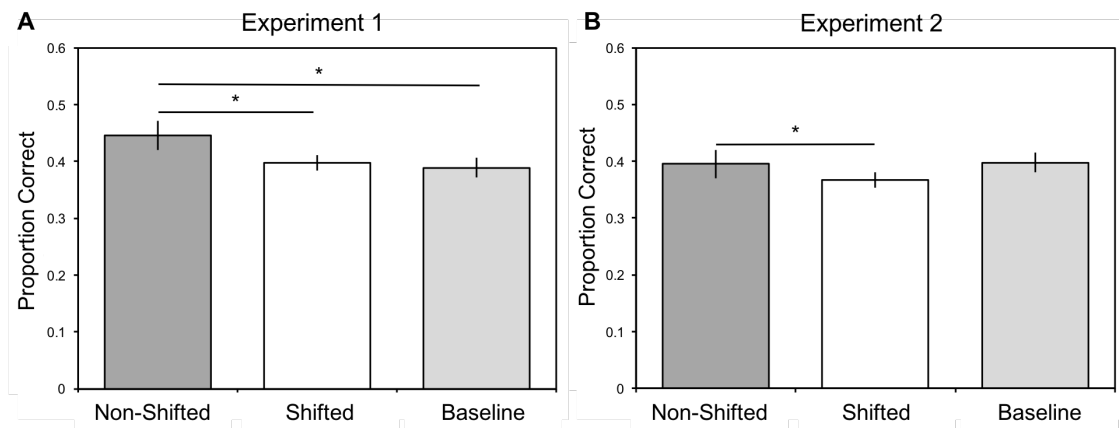 A
Experiment 1
Proportion Correct
0.6
0.5
0.4
0.3
0.2
0.1
0
*
*
Non-Shifted
Shifted
Baseline
B
Experiment 2
Proportion Correct
0.6
0.5
0.4
0.3
0.2
0.1
0
*
Non-Shifted
Shifted
Baseline